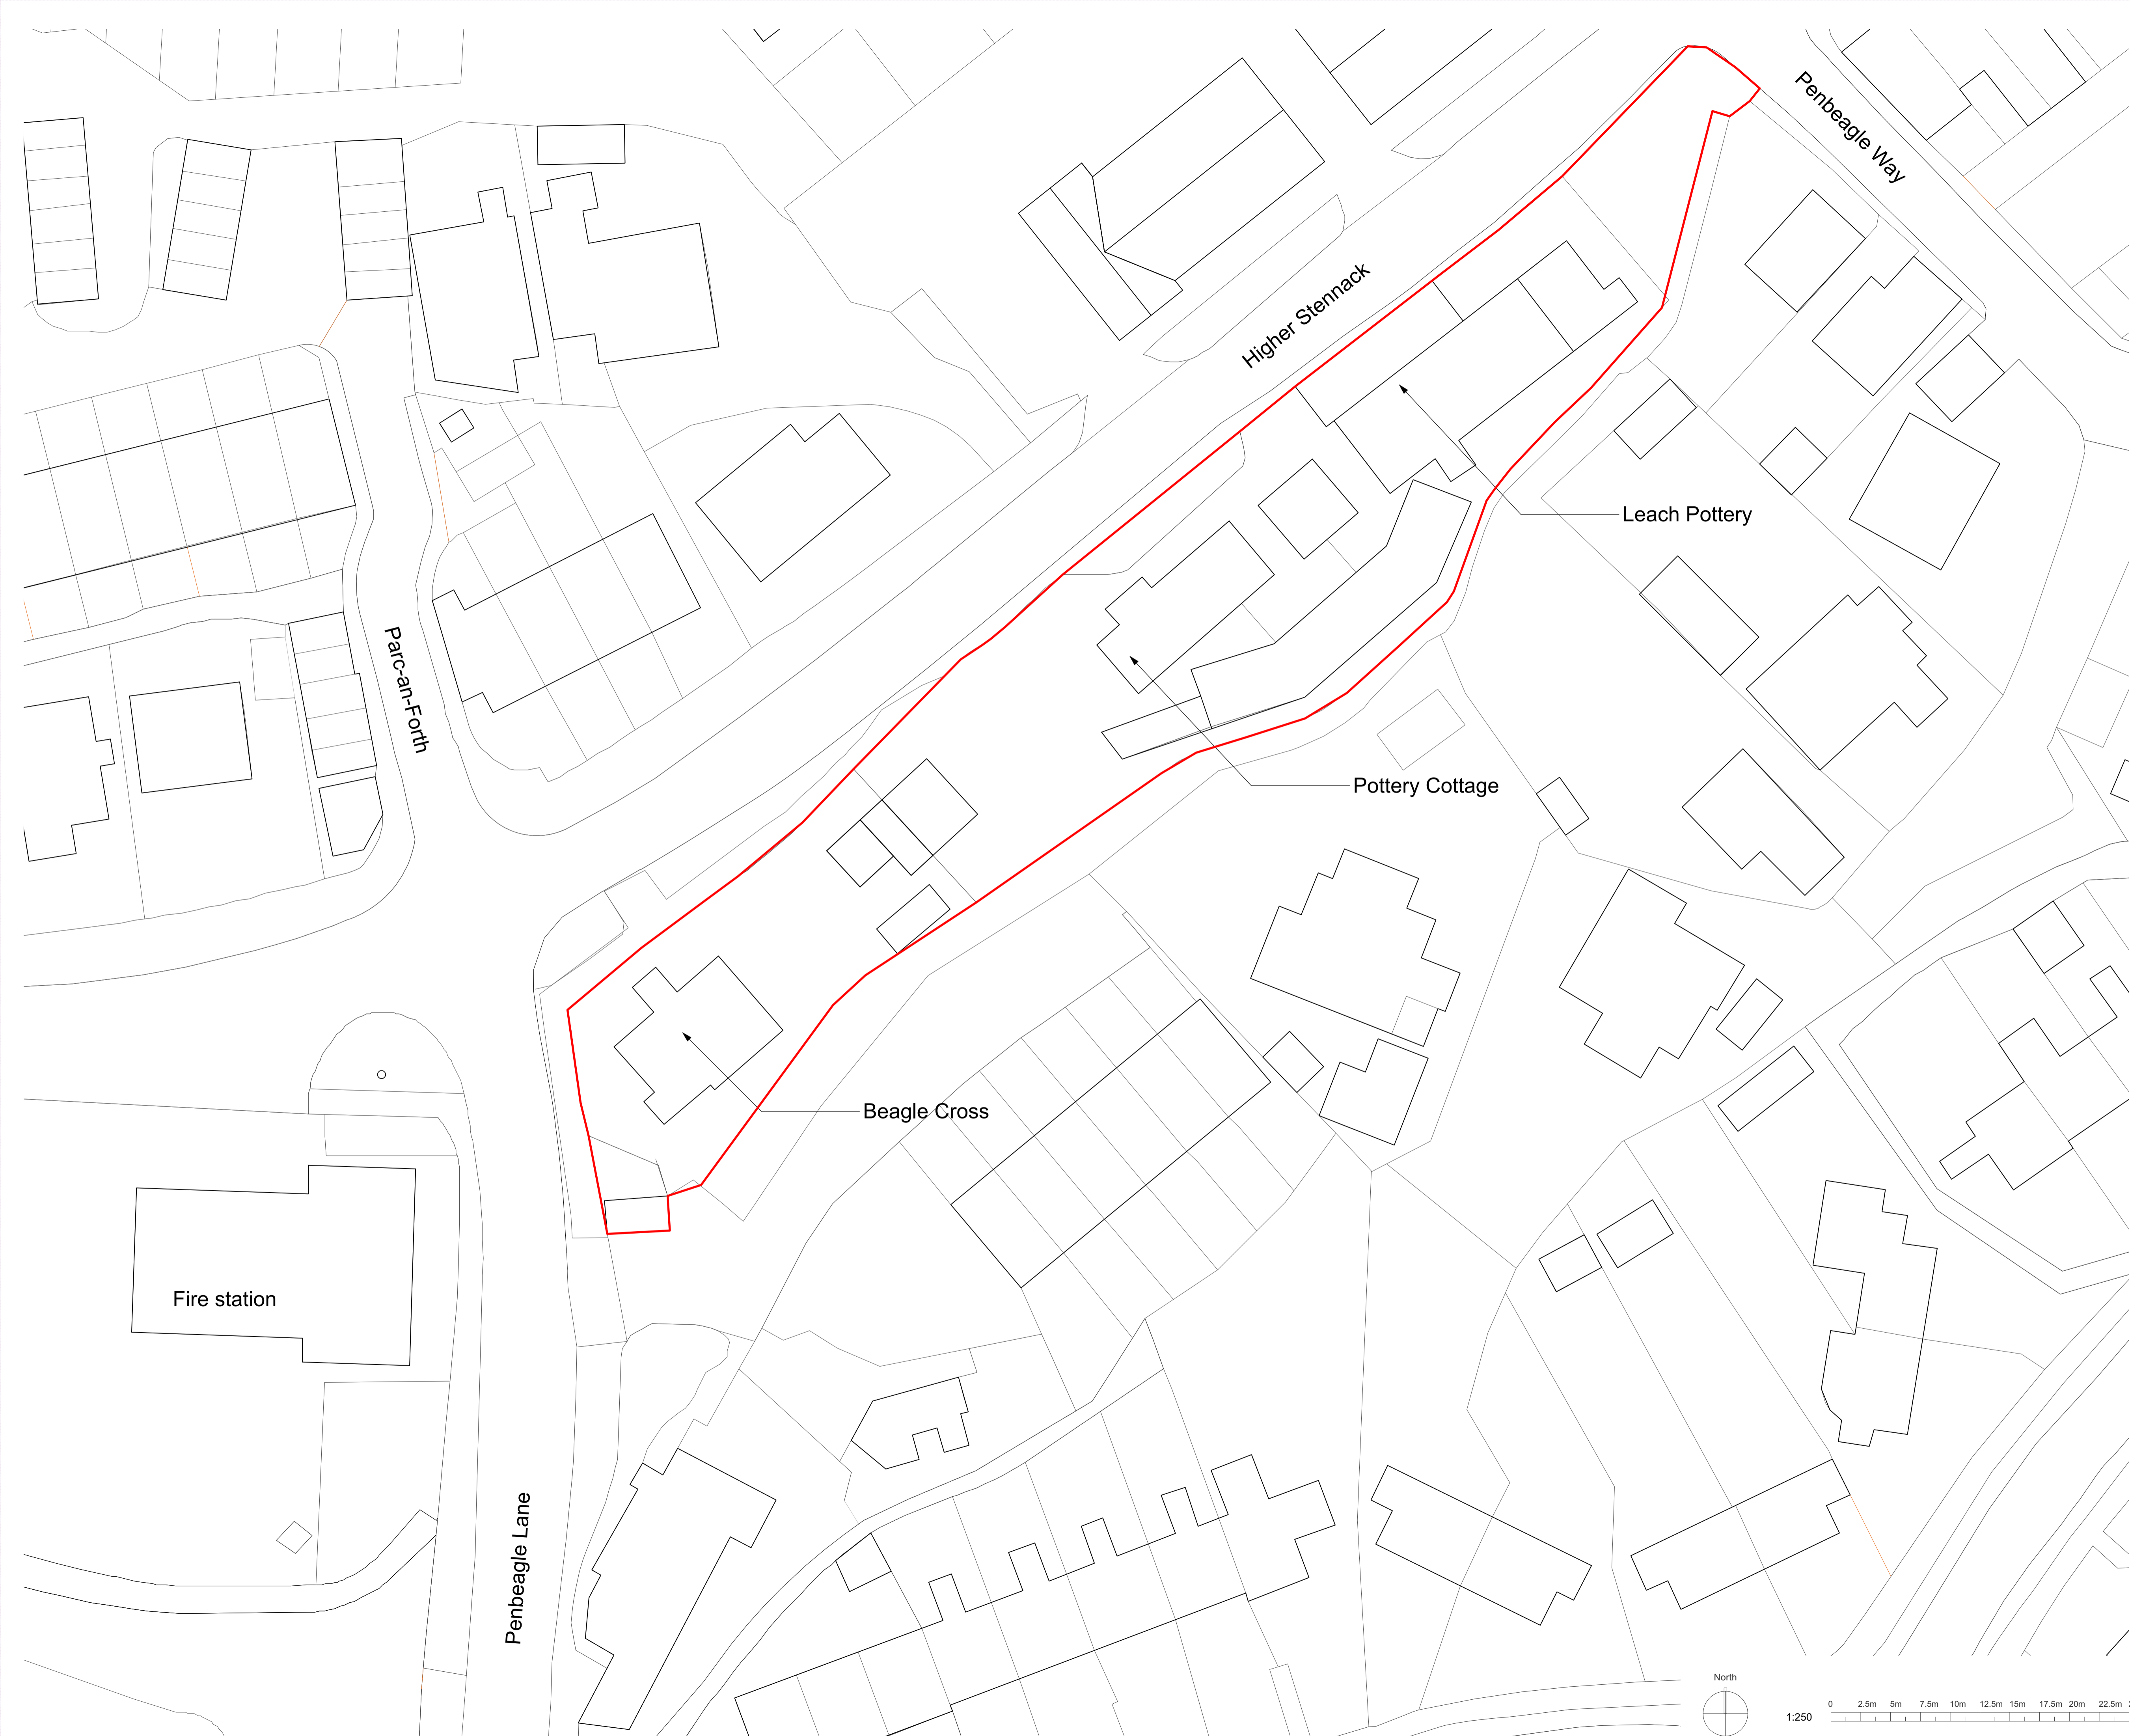 Penbeagle Way
Higher Stennack
Leach Pottery
Parc-an-Forth
Pottery Cottage
Beagle Cross
Fire station
Penbeagle Lane
North
1:250
0 2.5m 5m 7.5m 10m 12.5m 15m 17.5m 20m 22.5m